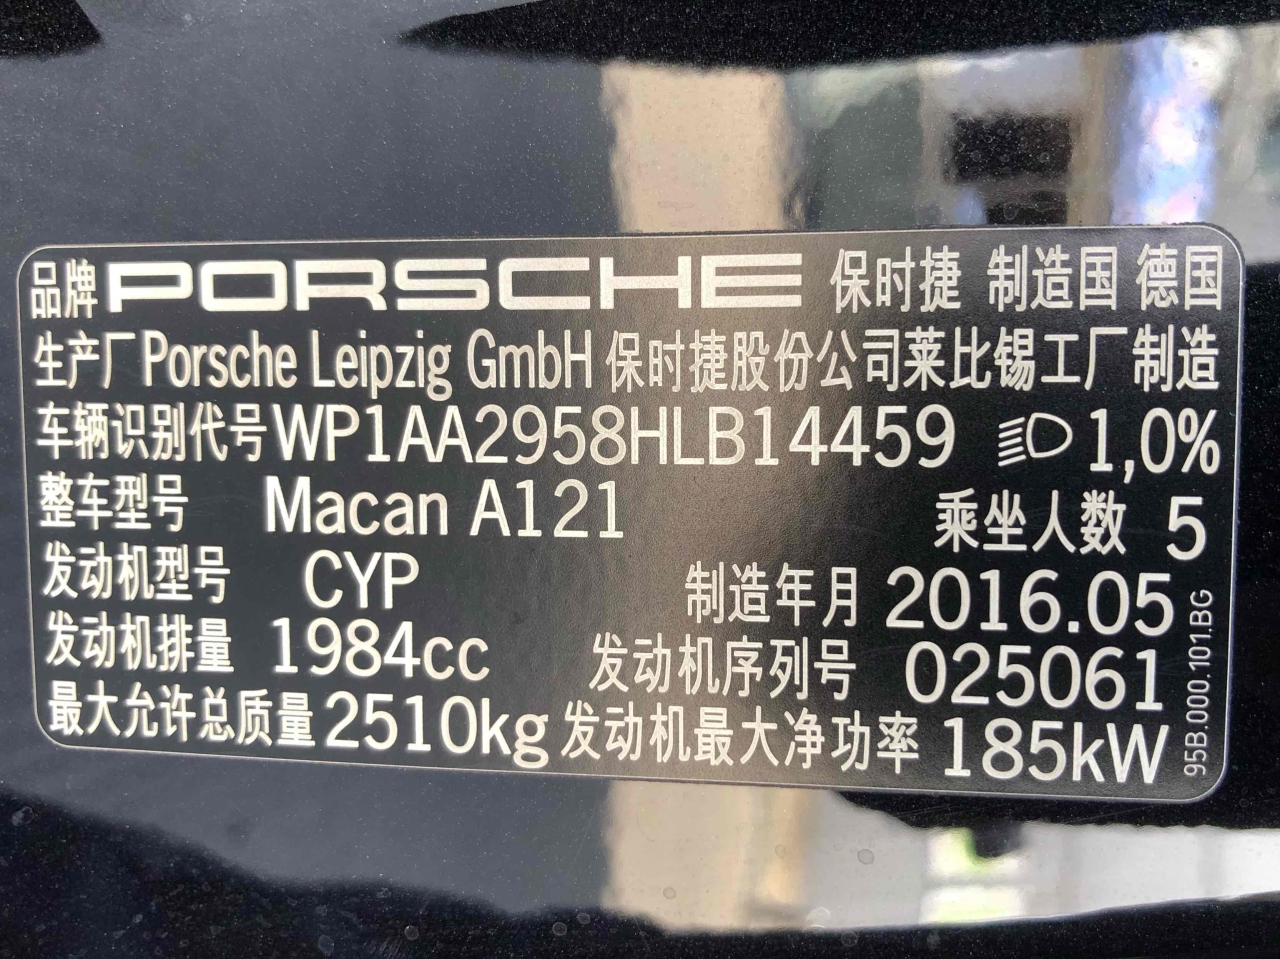 品牌 PORSCHE 保时捷 制造国 德国
生产厂 Porsche Leipzig GmbH 保时捷股份公司莱比锡工厂制造
车辆识别代号 WP1AA2958HLB14459 1,0%
整车型号 Macan A121 乘坐人数 5
发动机型号 CYP 制造年月 2016.05
发动机排量 1984cc 发动机序列号 025061
最大允许总质量 2510kg 发动机最大净功率 185kW
95B.000.101.BG